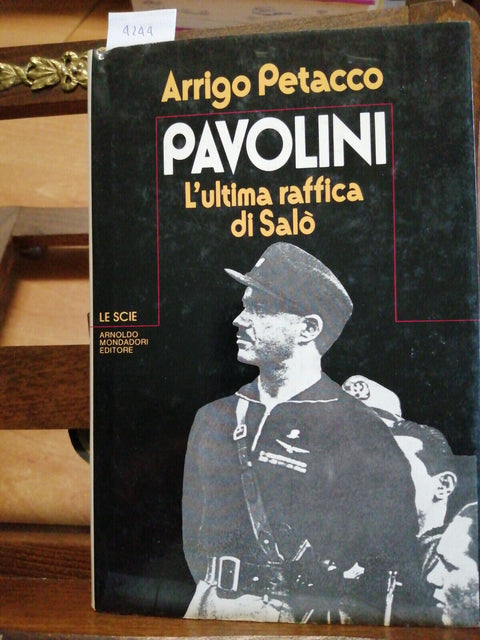 4244
Arrigo Petacco
PAVOLINI
L'ultima raffica
di Salò
LE SCIE
ARNOLDO
MONDADORI
EDITORE